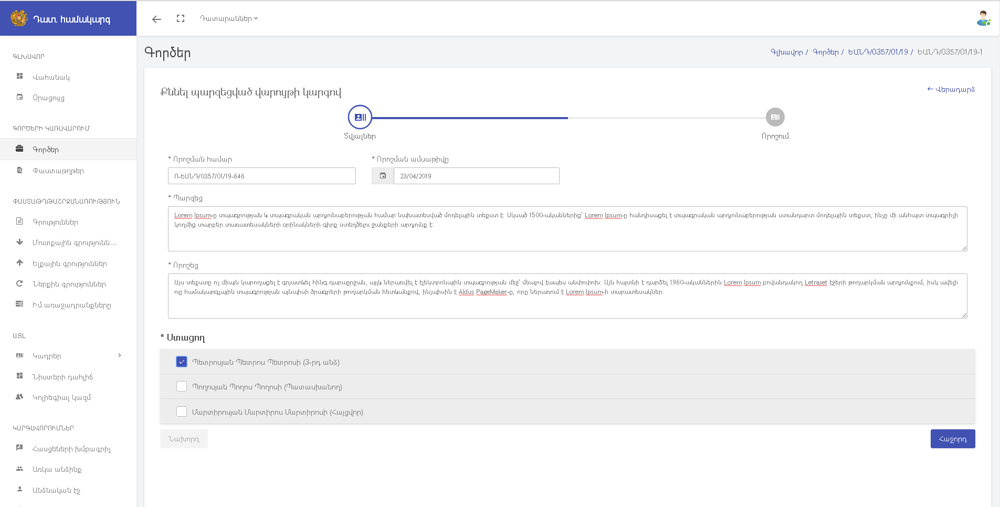 Դատ. համակարգ
Դատարաններ
Գործեր
Գլխավոր / Գործեր / ԵԱՆԴ/0357/01/19 / ԵԱՆԴ/0357/01/19-1
ԳԼԽԱՎՈՐ
Վահանակ
Օրացույց
ԳՈՐԾԵՐԻ ԿԱՌԱՎԱՐՈՒՄ
Գործեր
Փաստաթղթեր
ՓԱՍՏԱԹՂԹԱՇՐՋԱՆԱՌՈՒԹՅՈՒՆ
Գրություններ
Մուտքային գրությունն...
Ելքային գրություններ
Ներքին գրություններ
Իմ առաջադրանքները
ԱՅԼ
Կադրեր
Նիստերի դահլիճ
Կոլիեգիալ կազմ
ԿԱՐԳԱՎՈՐՈՒՄՆԵՐ
Հասցեների խմբագրիչ
Առկա անձինք
Անձնական էջ
Քննել պարզեցված վարույթի կարգով
← Վերադարձ
Տվյալներ
Որոշում
* Որոշման համար
* Որոշման ամսաթիվը
Ո-ԵԱՆԴ/0357/01/19-646
23/04/2019
* Պարզեց
Lorem Ipsum-ը տպագրության և տպագրական արդյունաբերության համար նախատեսված մոդելային տեքստ է: Սկսած 1500-ականներից՝ Lorem Ipsum-ը հանդիսացել է տպագրական արդյունաբերության ստանդարտ մոդելային տեքստ, ինչը մի անհայտ տպագրիչի
կողմից տարբեր տառատեսակների օրինակների գիրք ստեղծելու ջանքերի արդյունք է:
* Որոշեց
Այս տեքստը ոչ միայն կարողացել է գոյատևել հինգ դարաշրջան, այլև ներառվել է էլեկտրոնային տպագրության մեջ՝ մնալով էապես անփոփոխ: Այն հայտնի է դարձել 1960-ականներին Lorem Ipsum բովանդակող Letraset էջերի թողարկման արդյունքում, իսկ ավելի
ուշ համակարգչային տպագրության այնպիսի ծրագրերի թողարկման հետևանքով, ինչպիսին է Aldus PageMaker-ը, որը ներառում է Lorem Ipsum-ի տարատեսակներ:
* Ստացող
Պետրոսյան Պետրոս Պետրոսի (3-րդ անձ)
Պողոսյան Պողոս Պողոսի (Պատասխանող)
Մարտիրոսյան Մարտիրոս Մարտիրոսի (Հայցվոր)
Նախորդ
Հաջորդ